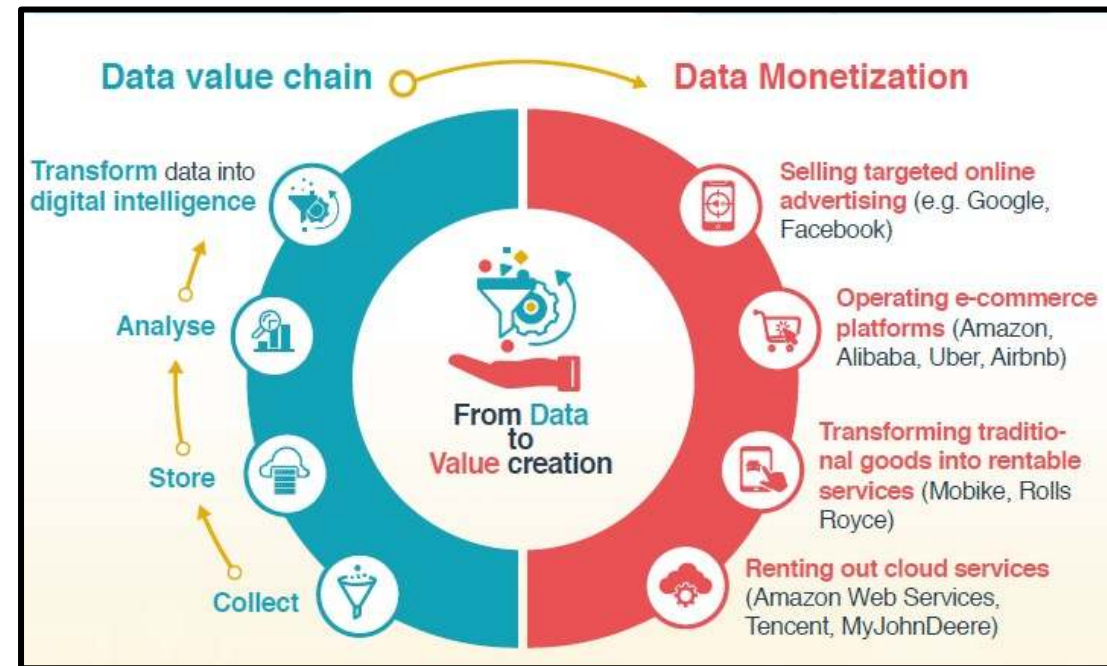 Data value chain
Data Monetization
Transform data into
digital intelligence
Analyse
Store
Collect
From Data
to
Value creation
Selling targeted online
advertising (e.g. Google,
Facebook)
Operating e-commerce
platforms (Amazon,
Alibaba, Uber, Airbnb)
Transforming traditio-
nal goods into rentable
services (Mobike, Rolls
Royce)
Renting out cloud services
(Amazon Web Services,
Tencent, MyJohnDeere)